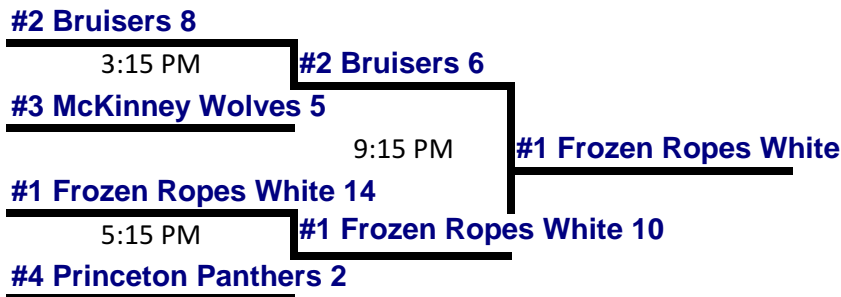 #2 Bruisers 8
3:15 PM
#2 Bruisers 6
#3 McKinney Wolves 5
9:15 PM
#1 Frozen Ropes White
#1 Frozen Ropes White 14
5:15 PM
#1 Frozen Ropes White 10
#4 Princeton Panthers 2